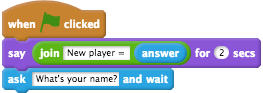 when clicked
say join New player = answer for 2 secs
ask What's your name? and wait